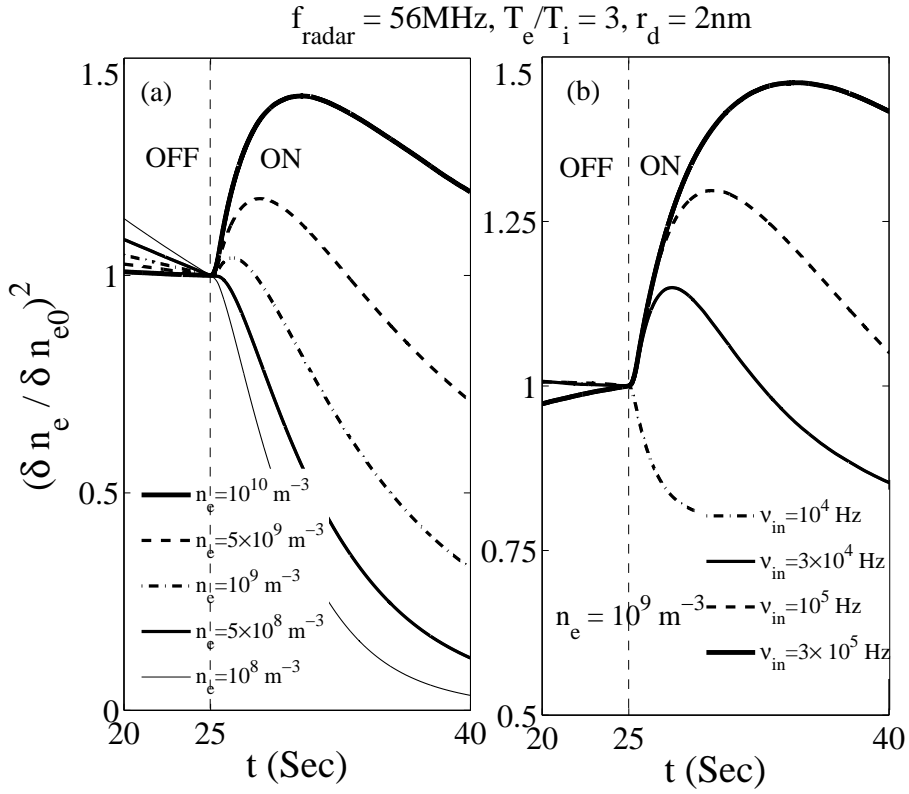 f_radar = 56MHz, T_e/T_i = 3, r_d = 2nm
(δ n_e / δ n_e0)^2
1.5
1
0.5
0
(a)
OFF
ON
n_e=10^10 m^-3
n_e=5×10^9 m^-3
n_e=10^9 m^-3
n_e=5×10^8 m^-3
n_e=10^8 m^-3
20
25
40
t (Sec)
1.5
1.25
1
0.75
0.5
(b)
OFF
ON
ν_in=10^4 Hz
ν_in=3×10^4 Hz
ν_in=10^5 Hz
ν_in=3× 10^5 Hz
n_e = 10^9 m^-3
20
25
40
t (Sec)